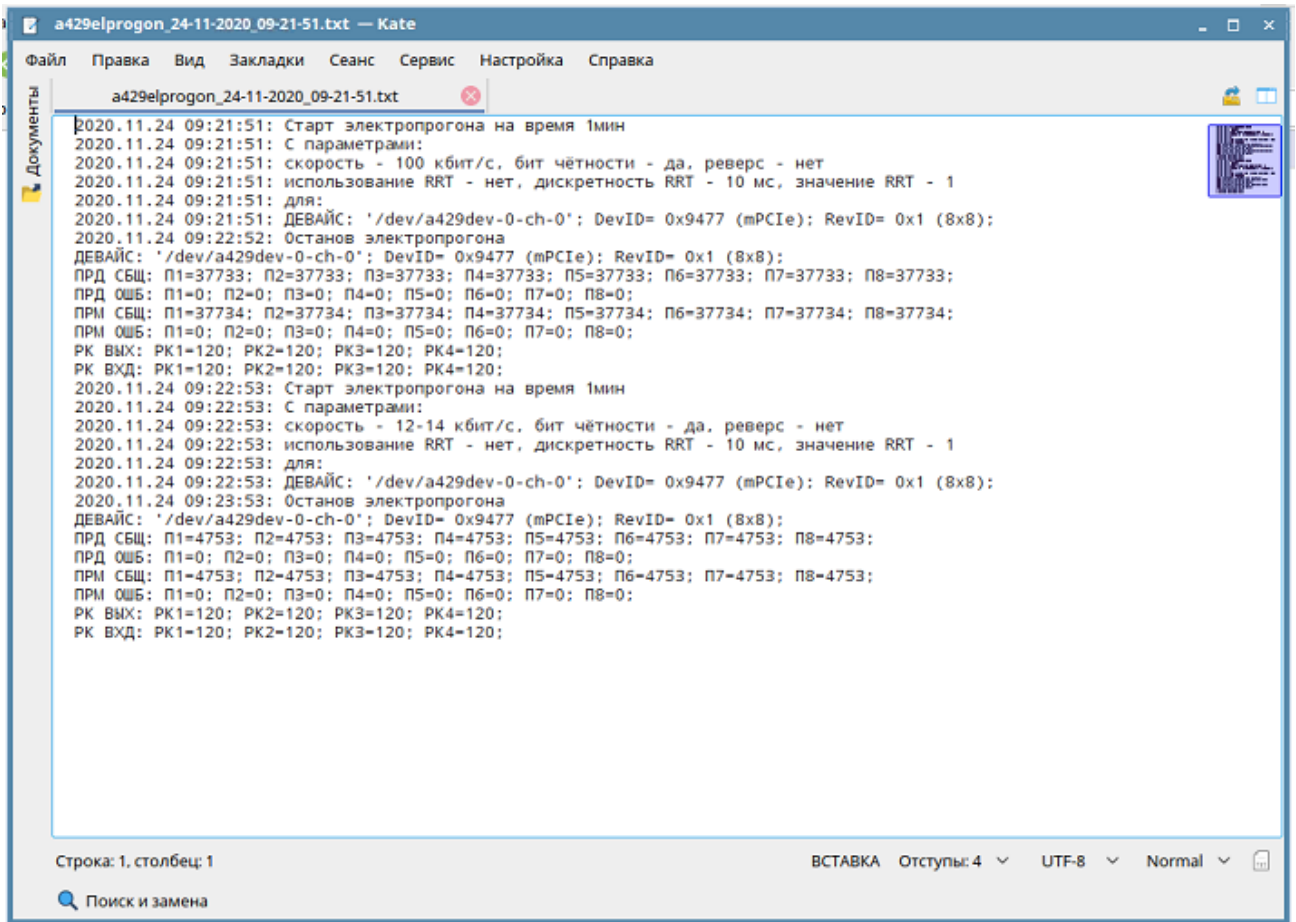 a429elprogon_24-11-2020_09-21-51.txt — Kate
Файл Правка Вид Закладки Сеанс Сервис Настройка Справка
Документы
a429elprogon_24-11-2020_09-21-51.txt
2020.11.24 09:21:51: Старт электропрогона на время 1мин
2020.11.24 09:21:51: С параметрами:
2020.11.24 09:21:51: скорость - 100 кбит/с, бит чётности - да, реверс - нет
2020.11.24 09:21:51: использование RRT - нет, дискретность RRT - 10 мс, значение RRT - 1
2020.11.24 09:21:51: для:
2020.11.24 09:21:51: ДЕВАЙС: '/dev/a429dev-0-ch-0'; DevID= 0x9477 (mPCIe); RevID= 0x1 (8x8);
2020.11.24 09:22:52: Останов электропрогона
ДЕВАЙС: '/dev/a429dev-0-ch-0'; DevID= 0x9477 (mPCIe); RevID= 0x1 (8x8);
ПРД СБЩ: П1=37733; П2=37733; П3=37733; П4=37733; П5=37733; П6=37733; П7=37733; П8=37733;
ПРД ОШБ: П1=0; П2=0; П3=0; П4=0; П5=0; П6=0; П7=0; П8=0;
ПРМ СБЩ: П1=37734; П2=37734; П3=37734; П4=37734; П5=37734; П6=37734; П7=37734; П8=37734;
ПРМ ОШБ: П1=0; П2=0; П3=0; П4=0; П5=0; П6=0; П7=0; П8=0;
РК ВЫХ: РК1=120; РК2=120; РК3=120; РК4=120;
РК ВХД: РК1=120; РК2=120; РК3=120; РК4=120;
2020.11.24 09:22:53: Старт электропрогона на время 1мин
2020.11.24 09:22:53: С параметрами:
2020.11.24 09:22:53: скорость - 12-14 кбит/с, бит чётности - да, реверс - нет
2020.11.24 09:22:53: использование RRT - нет, дискретность RRT - 10 мс, значение RRT - 1
2020.11.24 09:22:53: для:
2020.11.24 09:22:53: ДЕВАЙС: '/dev/a429dev-0-ch-0'; DevID= 0x9477 (mPCIe); RevID= 0x1 (8x8);
2020.11.24 09:23:53: Останов электропрогона
ДЕВАЙС: '/dev/a429dev-0-ch-0'; DevID= 0x9477 (mPCIe); RevID= 0x1 (8x8);
ПРД СБЩ: П1=4753; П2=4753; П3=4753; П4=4753; П5=4753; П6=4753; П7=4753; П8=4753;
ПРД ОШБ: П1=0; П2=0; П3=0; П4=0; П5=0; П6=0; П7=0; П8=0;
ПРМ СБЩ: П1=4753; П2=4753; П3=4753; П4=4753; П5=4753; П6=4753; П7=4753; П8=4753;
ПРМ ОШБ: П1=0; П2=0; П3=0; П4=0; П5=0; П6=0; П7=0; П8=0;
РК ВЫХ: РК1=120; РК2=120; РК3=120; РК4=120;
РК ВХД: РК1=120; РК2=120; РК3=120; РК4=120;
Строка: 1, столбец: 1 ВСТАВКА Отступы: 4 UTF-8 Normal
Поиск и замена